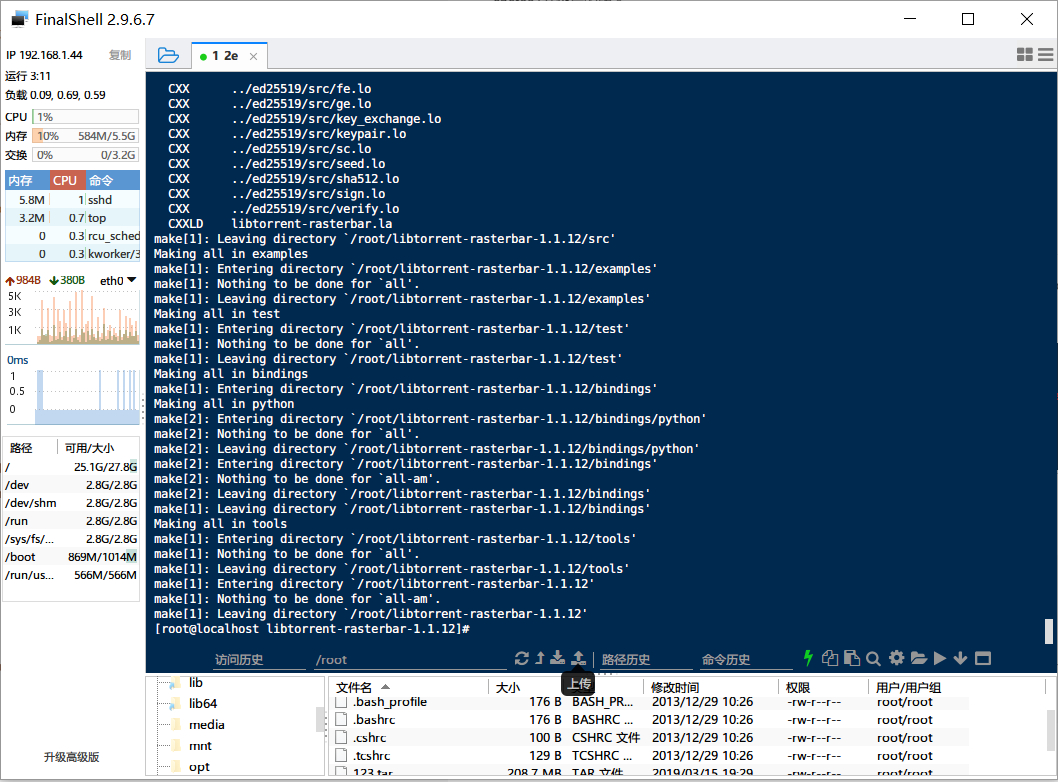 FinalShell 2.9.6.7
IP 192.168.1.44 复制
运行 3:11
负载 0.09, 0.69, 0.59
CPU 1%
内存 10% 584M/5.5G
交换 0% 0/3.2G
内存 CPU 命令
5.8M 1 sshd
3.2M 0.7 top
0 0.3 rcu_sched
0 0.3 kworker/3
984B 380B eth0
5K
3K
1K
0ms
1
0.5
0
路径 可用/大小
/ 25.1G/27.8G
/dev 2.8G/2.8G
/dev/shm 2.8G/2.8G
/run 2.8G/2.8G
/sys/fs/... 2.8G/2.8G
/boot 869M/1014M
/run/us... 566M/566M
升级高级版
1 2e
CXX ../ed25519/src/fe.lo
CXX ../ed25519/src/ge.lo
CXX ../ed25519/src/key_exchange.lo
CXX ../ed25519/src/keypair.lo
CXX ../ed25519/src/sc.lo
CXX ../ed25519/src/seed.lo
CXX ../ed25519/src/sha512.lo
CXX ../ed25519/src/sign.lo
CXX ../ed25519/src/verify.lo
CXXLD libtorrent-rasterbar.la
make[1]: Leaving directory `/root/libtorrent-rasterbar-1.1.12/src'
Making all in examples
make[1]: Entering directory `/root/libtorrent-rasterbar-1.1.12/examples'
make[1]: Nothing to be done for `all'.
make[1]: Leaving directory `/root/libtorrent-rasterbar-1.1.12/examples'
Making all in test
make[1]: Entering directory `/root/libtorrent-rasterbar-1.1.12/test'
make[1]: Nothing to be done for `all'.
make[1]: Leaving directory `/root/libtorrent-rasterbar-1.1.12/test'
Making all in bindings
make[1]: Entering directory `/root/libtorrent-rasterbar-1.1.12/bindings'
Making all in python
make[2]: Entering directory `/root/libtorrent-rasterbar-1.1.12/bindings/python'
make[2]: Nothing to be done for `all'.
make[2]: Leaving directory `/root/libtorrent-rasterbar-1.1.12/bindings/python'
make[2]: Entering directory `/root/libtorrent-rasterbar-1.1.12/bindings'
make[2]: Nothing to be done for `all-am'.
make[2]: Leaving directory `/root/libtorrent-rasterbar-1.1.12/bindings'
make[1]: Leaving directory `/root/libtorrent-rasterbar-1.1.12/bindings'
Making all in tools
make[1]: Entering directory `/root/libtorrent-rasterbar-1.1.12/tools'
make[1]: Nothing to be done for `all'.
make[1]: Leaving directory `/root/libtorrent-rasterbar-1.1.12/tools'
make[1]: Entering directory `/root/libtorrent-rasterbar-1.1.12'
make[1]: Nothing to be done for `all-am'.
make[1]: Leaving directory `/root/libtorrent-rasterbar-1.1.12'
[root@localhost libtorrent-rasterbar-1.1.12]#
访问历史 /root 路径历史 命令历史
上传
lib
lib64
media
mnt
opt
文件名 大小 修改时间 权限 用户/用户组
.bash_profile 176 B BASH_PR... 2013/12/29 10:26 -rw-r--r-- root/root
.bashrc 176 B BASHRC ... 2013/12/29 10:26 -rw-r--r-- root/root
.cshrc 100 B CSHRC 文件 2013/12/29 10:26 -rw-r--r-- root/root
.tcshrc 129 B TCSHRC ... 2013/12/29 10:26 -rw-r--r-- root/root
123.tar 208.7 MB TAR 文件 2019/03/15 19:29 -rw-r--r-- root/root